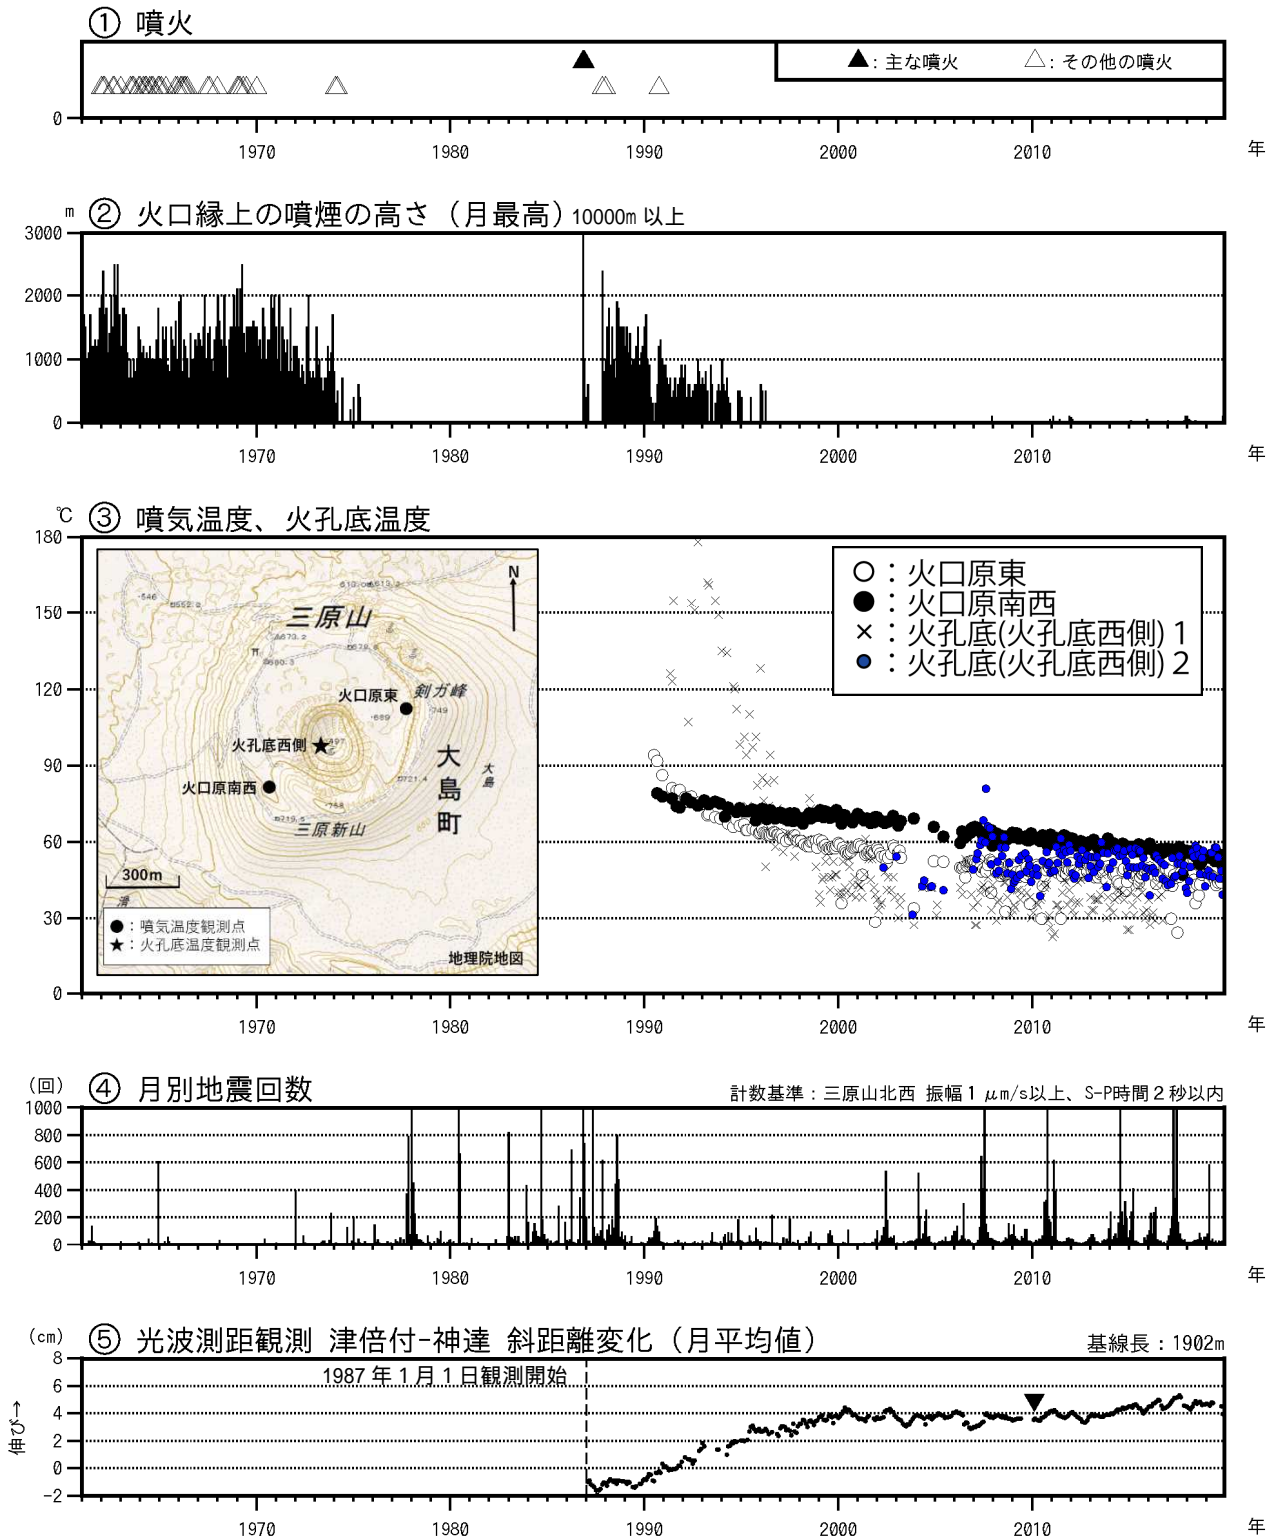 ① 噴火
▲：主な噴火 △：その他の噴火
0
1970 1980 1990 2000 2010 年
m ② 火口縁上の噴煙の高さ（月最高）10000m 以上
3000
2000
1000
0
1970 1980 1990 2000 2010 年
℃ ③ 噴気温度、火孔底温度
180
150
120
90
60
30
0
○：火口原東
●：火口原南西
×：火孔底(火孔底西側) 1
●：火孔底(火孔底西側) 2
N
三原山
火口原東
剣ガ峰
火孔底西側
火口原南西
三原新山
大島町
大島
300m
●：噴気温度観測点
★：火孔底温度観測点
地理院地図
1970 1980 1990 2000 2010 年
(回) ④ 月別地震回数
計数基準：三原山北西 振幅１μm/s以上、S-P時間２秒以内
1000
800
600
400
200
0
1970 1980 1990 2000 2010 年
(cm) ⑤ 光波測距観測 津倍付-神達 斜距離変化（月平均値）
基線長：1902m
1987 年 1 月 1 日観測開始
伸び→
8
6
4
2
0
-2
1970 1980 1990 2000 2010 年